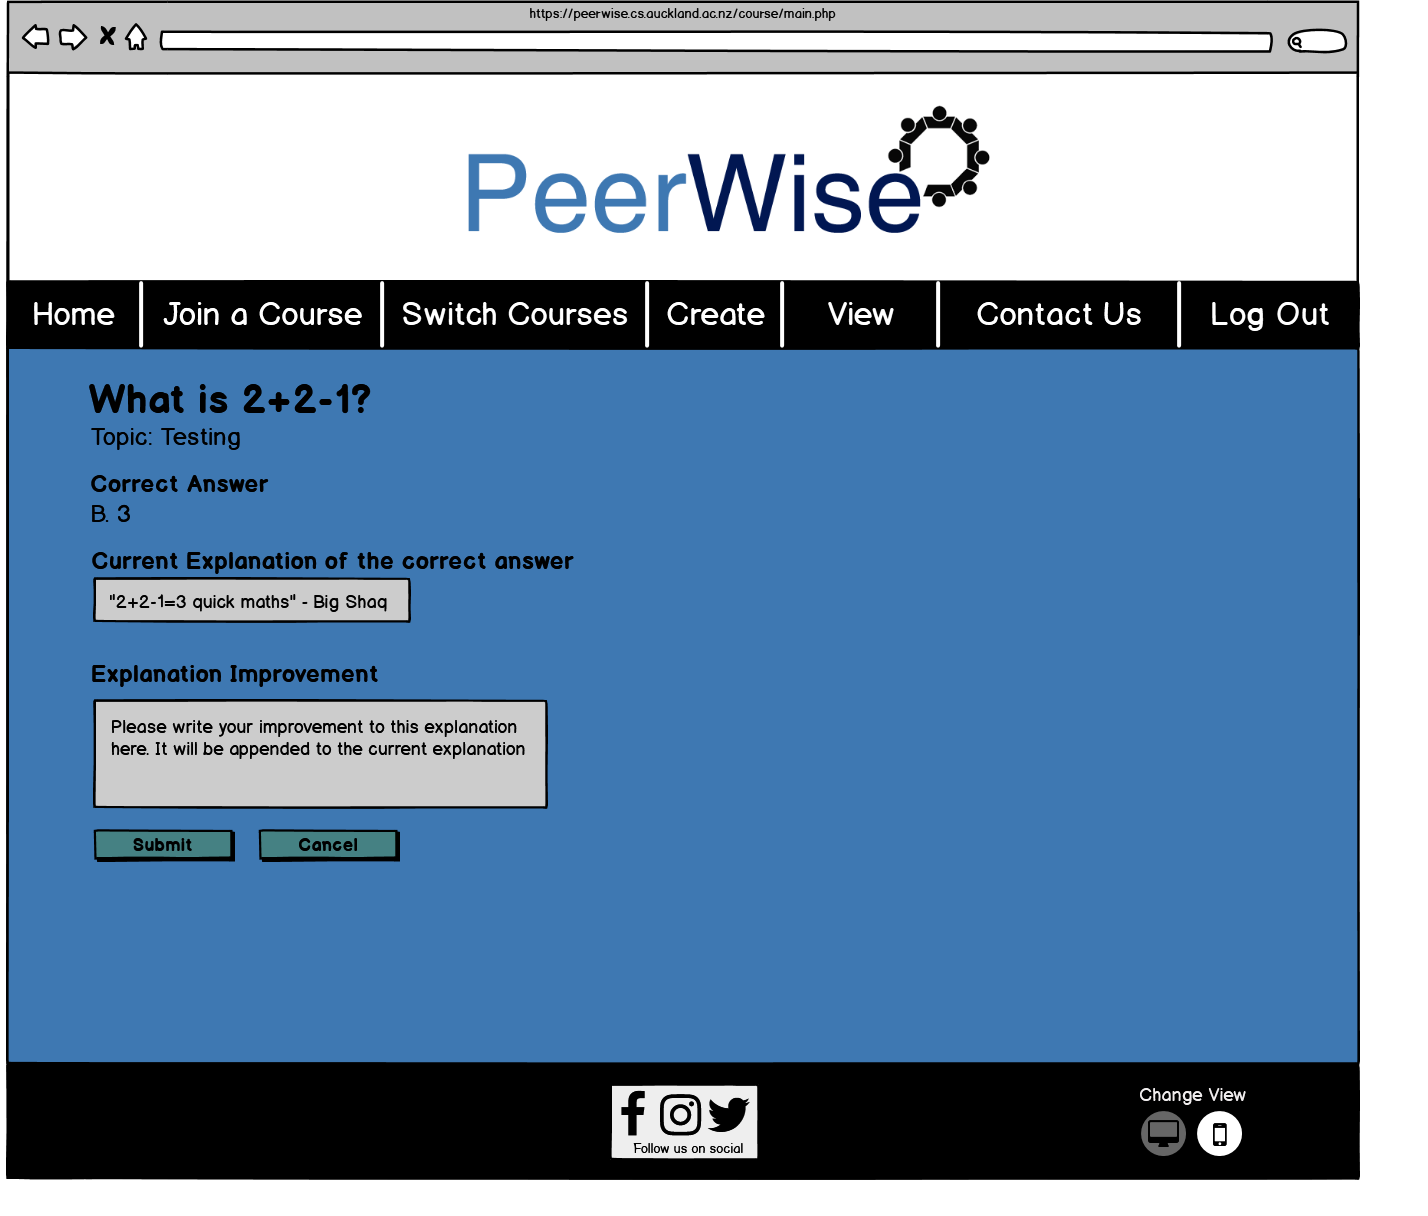 https://peerwise.cs.auckland.ac.nz/course/main.php
PeerWise
Home Join a Course Switch Courses Create View Contact Us Log Out
What is 2+2-1?
Topic: Testing
Correct Answer
B. 3
Current Explanation of the correct answer
"2+2-1=3 quick maths" - Big Shaq
Explanation Improvement
Please write your improvement to this explanation
here. It will be appended to the current explanation
Submit Cancel
Change View
Follow us on social